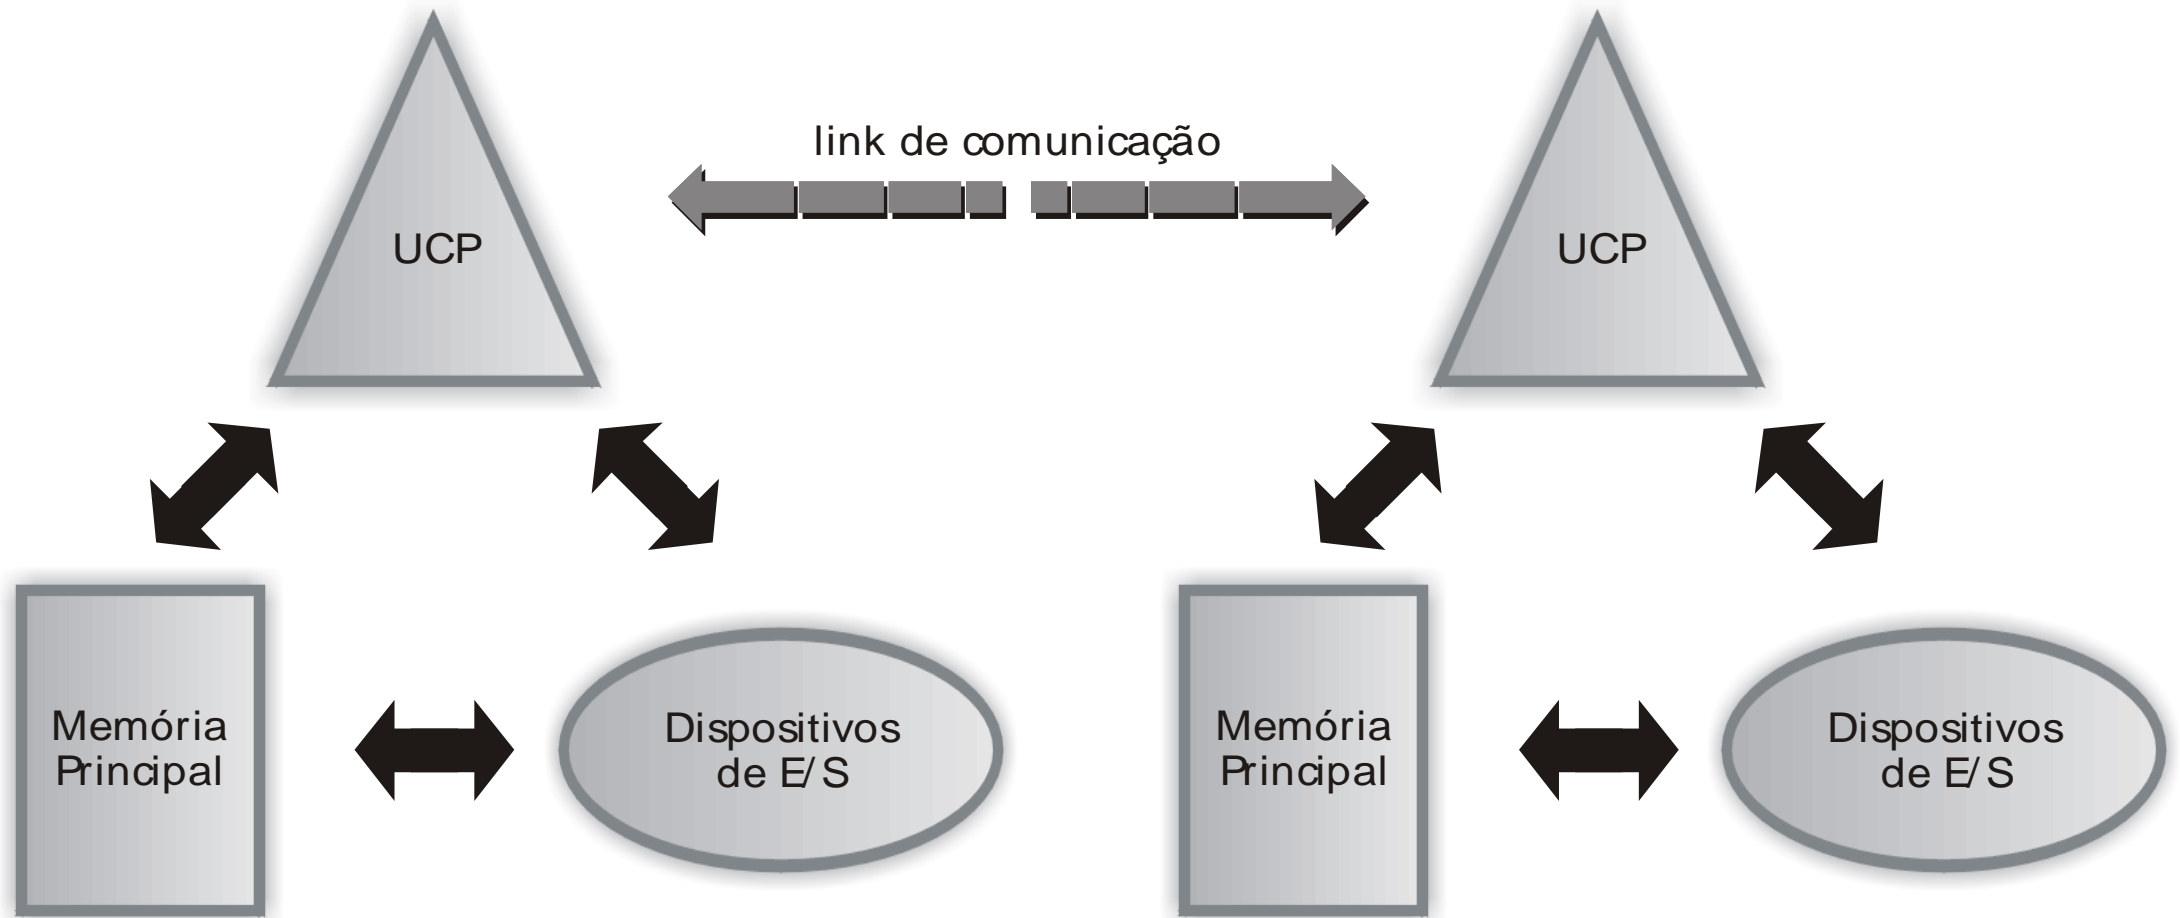 link de comunicação
UCP
UCP
Memória
Principal
Dispositivos
de E/S
Memória
Principal
Dispositivos
de E/S